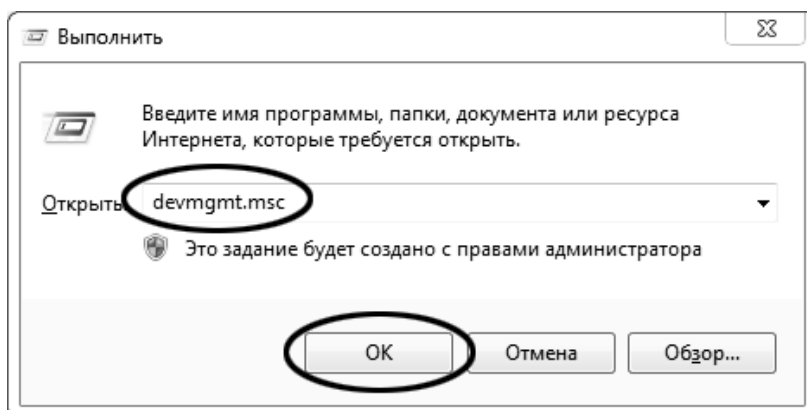 Выполнить
Введите имя программы, папки, документа или ресурса
Интернета, которые требуется открыть.
Открыть: devmgmt.msc
Это задание будет создано с правами администратора
ОК Отмена Обзор...